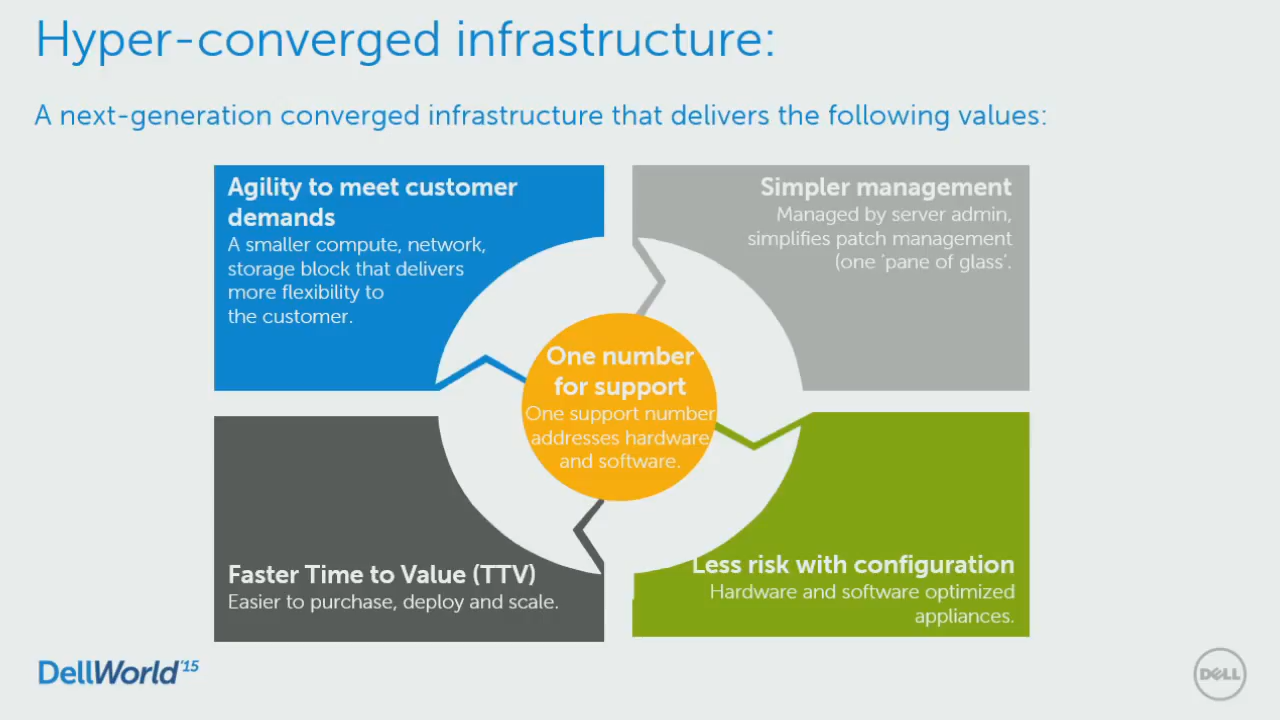 Hyper-converged infrastructure:
A next-generation converged infrastructure that delivers the following values:
Agility to meet customer
demands
A smaller compute, network,
storage block that delivers
more flexibility to
the customer.
Simpler management
Managed by server admin,
simplifies patch management
(one ‘pane of glass’.
One number
for support
One support number
addresses hardware
and software.
Faster Time to Value (TTV)
Easier to purchase, deploy and scale.
Less risk with configuration
Hardware and software optimized
appliances.
DellWorld'15
DELL